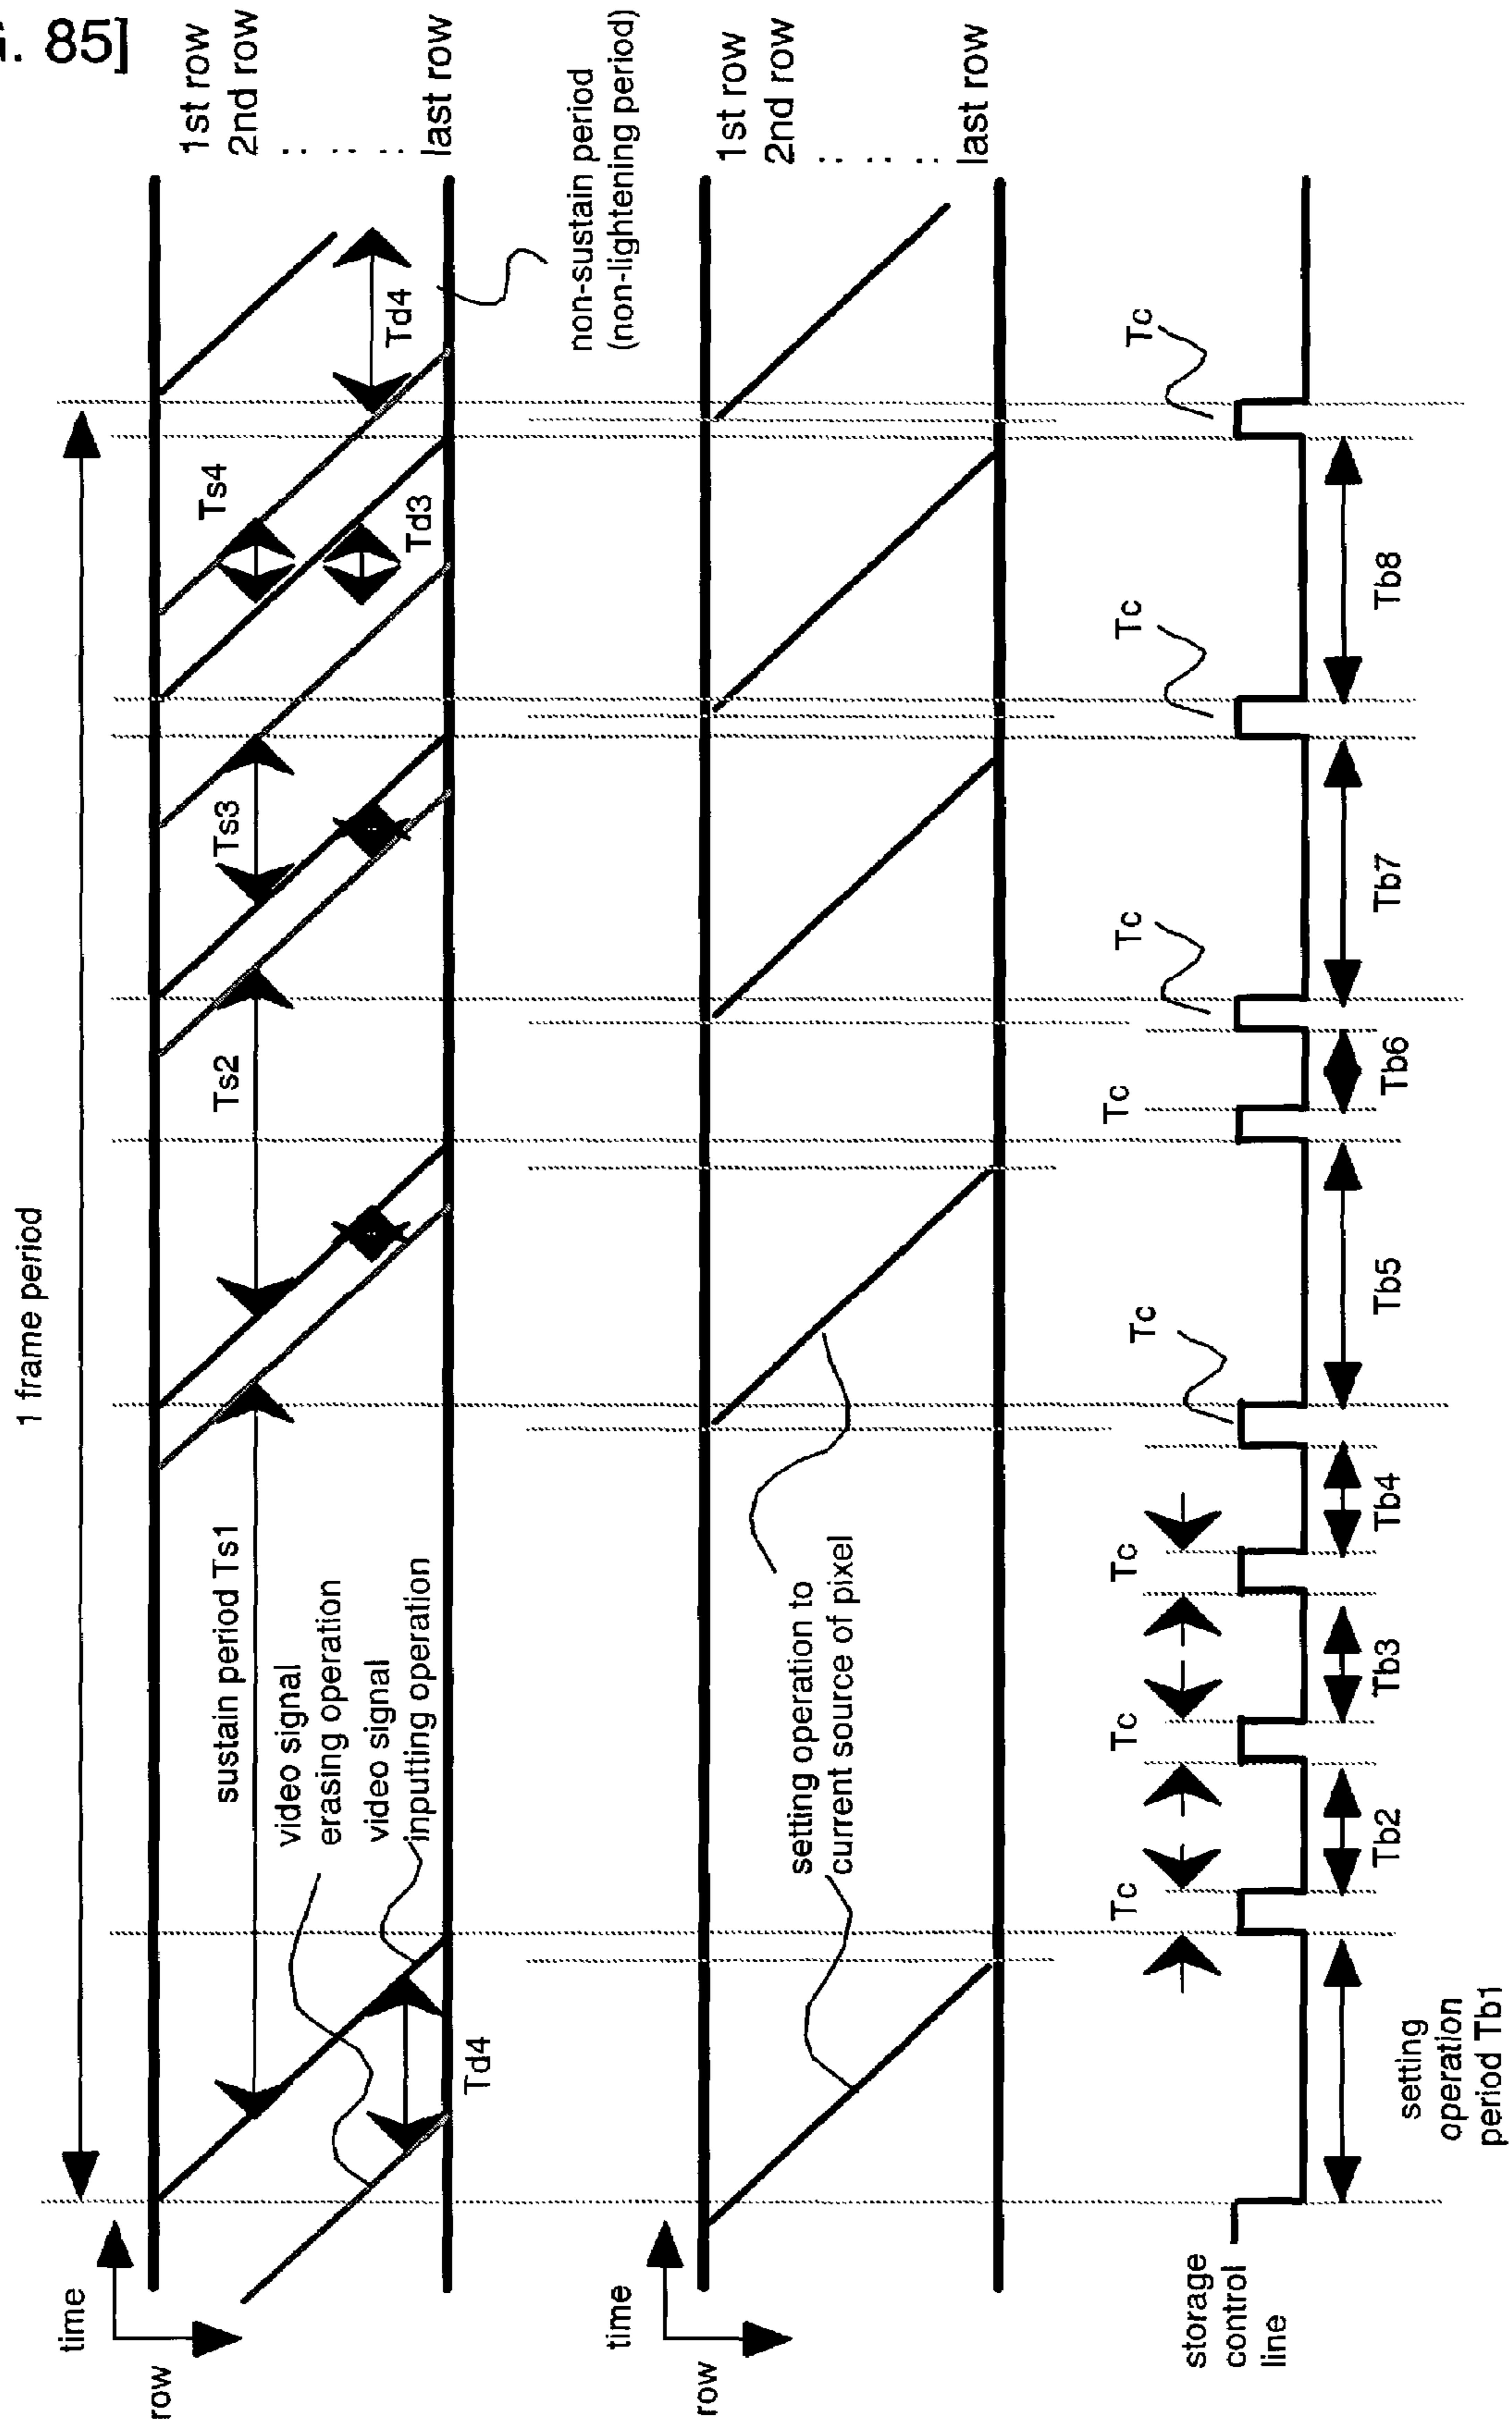 i. 85]
1 frame period
time
row
1st row
2nd row
last row
sustain period Ts1
Ts2
Ts3
Ts4
video signal
erasing operation
video signal
inputing operation
Td4
Td3
Td4
non-sustain period
(non-lightening period)
time
row
1st row
2nd row
last row
setting operation to
current source of pixel
storage
control
line
Tc
Tc
Tc
Tc
Tc
Tc
Tc
Tc
setting
operation
period Tb1
Tb2
Tb3
Tb4
Tb5
Tb6
Tb7
Tb8